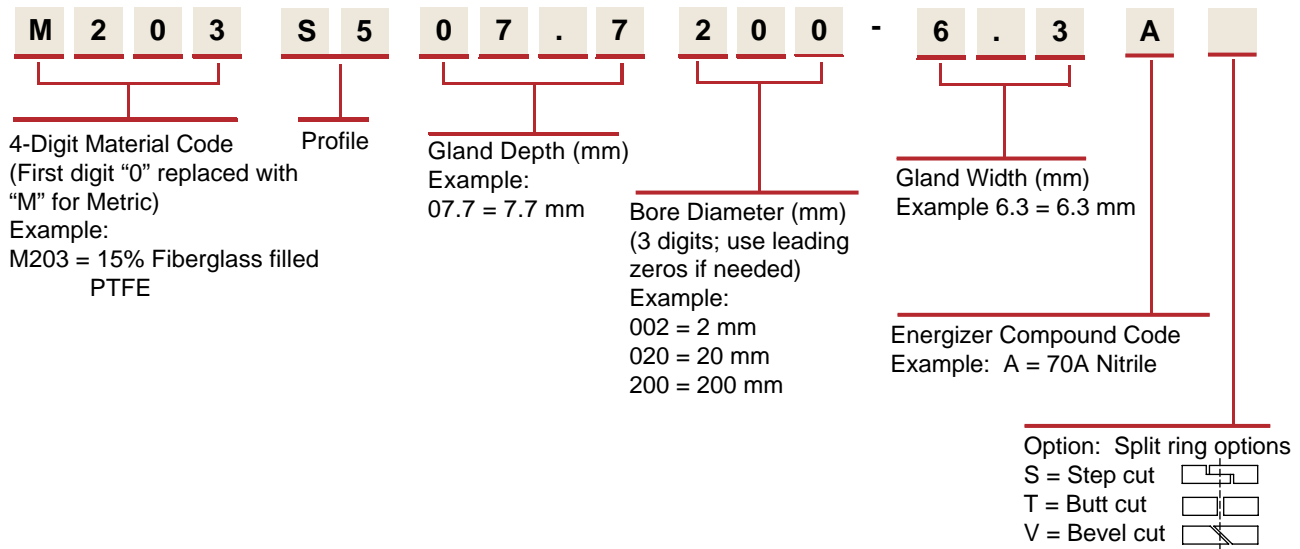 M 2 0 3 S 5 0 7 . 7 2 0 0 - 6 . 3 A
4-Digit Material Code
(First digit “0” replaced with
“M” for Metric)
Example:
M203 = 15% Fiberglass filled
PTFE
Profile
Gland Depth (mm)
Example:
07.7 = 7.7 mm
Bore Diameter (mm)
(3 digits; use leading
zeros if needed)
Example:
002 = 2 mm
020 = 20 mm
200 = 200 mm
Gland Width (mm)
Example 6.3 = 6.3 mm
Energizer Compound Code
Example: A = 70A Nitrile
Option: Split ring options
S = Step cut
T = Butt cut
V = Bevel cut